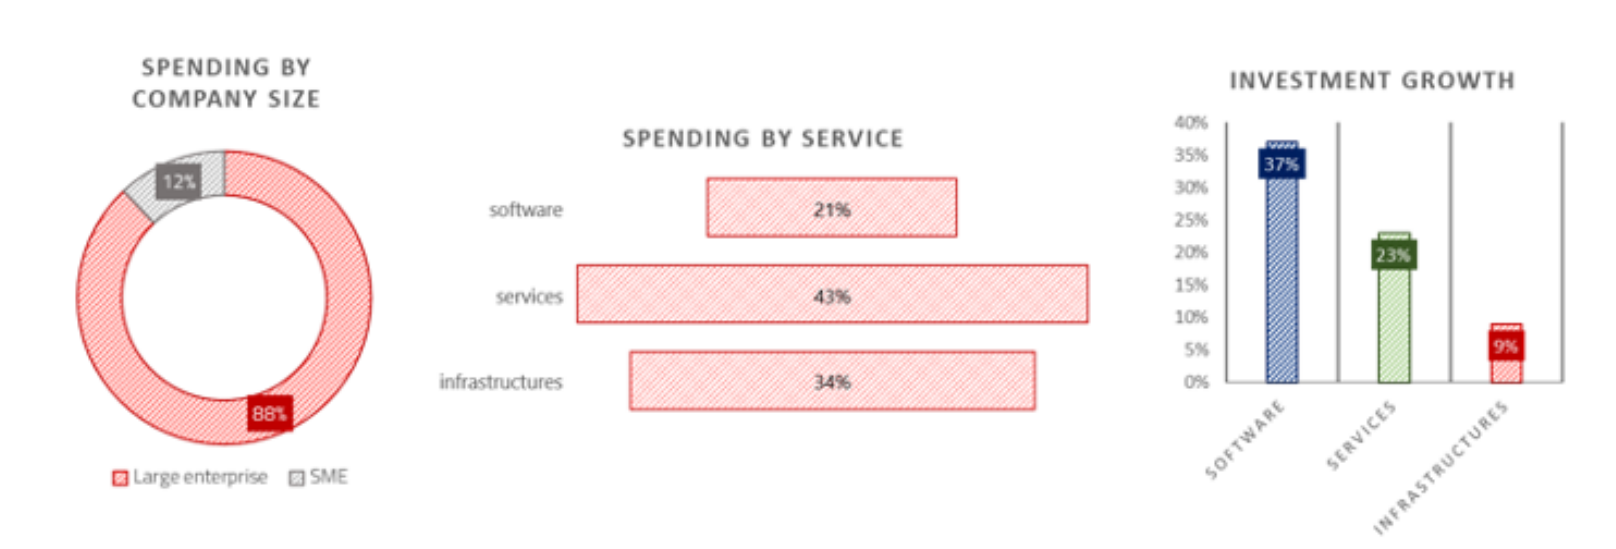 SPENDING BY
COMPANY SIZE
12%
88%
Large enterprise SME
SPENDING BY SERVICE
software 21%
services 43%
infrastructures 34%
INVESTMENT GROWTH
40%
35%
30%
25%
20%
15%
10%
5%
0%
37%
23%
9%
SOFTWARE
SERVICES
INFRASTRUCTURES